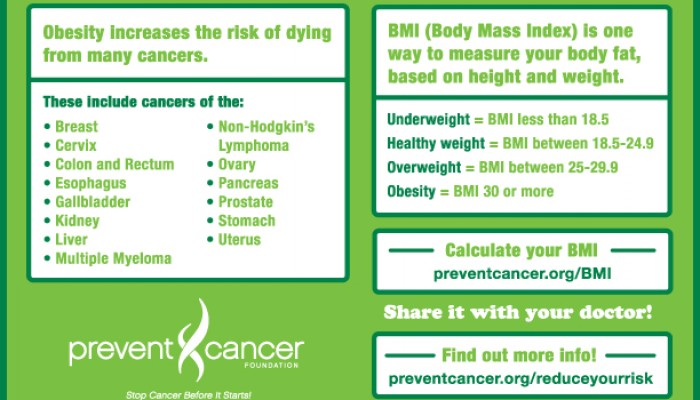 Obesity increases the risk of dying
from many cancers.
These include cancers of the:
• Breast
• Cervix
• Colon and Rectum
• Esophagus
• Gallbladder
• Kidney
• Liver
• Multiple Myeloma
• Non-Hodgkin's
Lymphoma
• Ovary
• Pancreas
• Prostate
• Stomach
• Uterus
prevent cancer
FOUNDATION
Stop Cancer Before It Starts!
BMI (Body Mass Index) is one
way to measure your body fat,
based on height and weight.
Underweight = BMI less than 18.5
Healthy weight = BMI between 18.5-24.9
Overweight = BMI between 25-29.9
Obesity = BMI 30 or more
Calculate your BMI
preventcancer.org/BMI
Share it with your doctor!
Find out more info!
preventcancer.org/reduceyourrisk